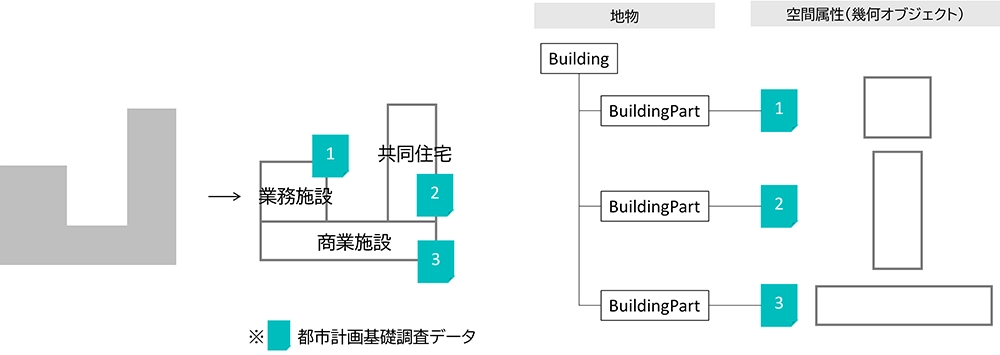 1
共同住宅
業務施設
2
商業施設
3
※ 都市計画基礎調査データ
地物
空間属性(幾何オブジェクト)
Building
BuildingPart
1
BuildingPart
2
BuildingPart
3